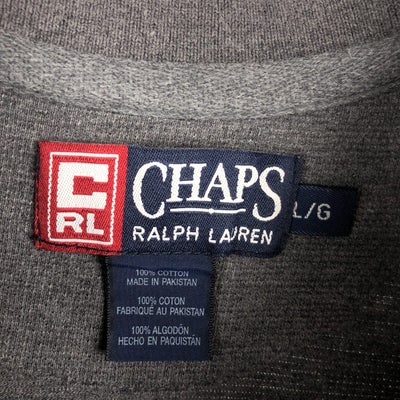 C
RL
CHAPS
RALPH LAUREN
L/G
100% COTTON
MADE IN PAKISTAN
100% COTON
FABRIQUÉ AU PAKISTAN
100% ALGODÓN
HECHO EN PAQUISTÁN